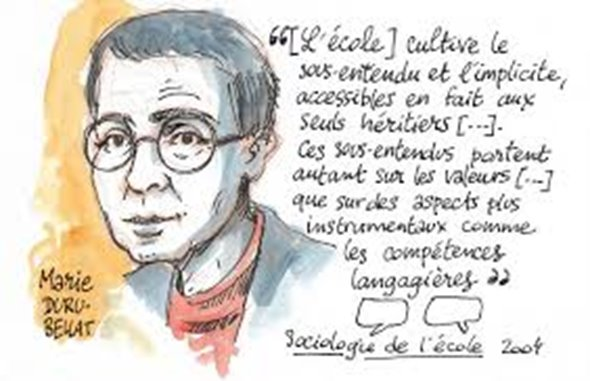 “[L'école] cultive le
sous-entendu et l'implicite,
accessibles en fait aux
seuls héritiers [---].
Ces sous-entendus portent
autant sur les valeurs [---]
que sur des aspects plus
instrumentaux comme
les compétences
langagières ”
Marie
DURU-
BELLAT
Sociologie de l'école 2004